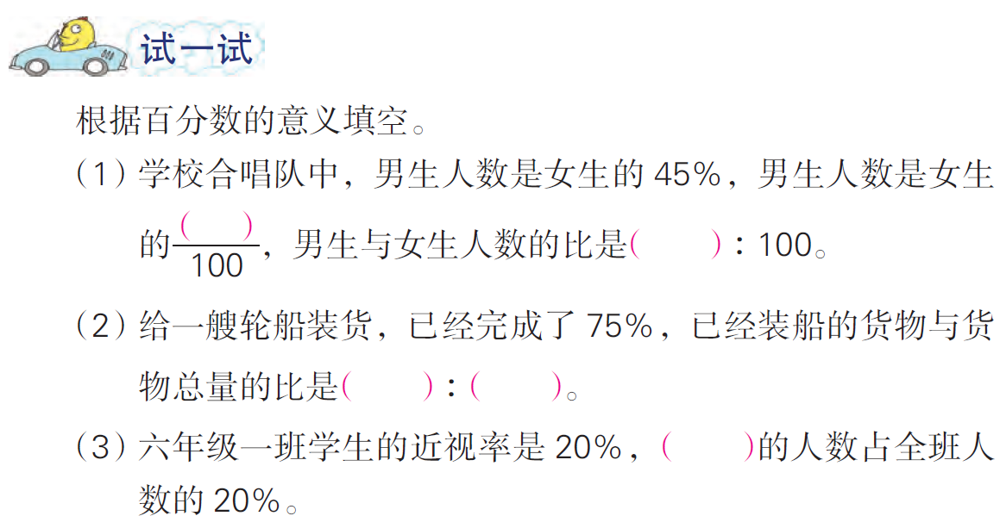 试一试
根据百分数的意义填空。
(1) 学校合唱队中，男生人数是女生的 45%，男生人数是女生
的(  )/100，男生与女生人数的比是(  )∶100。
(2) 给一艘轮船装货，已经完成了 75%，已经装船的货物与货
物总量的比是(  )∶(  )。
(3) 六年级一班学生的近视率是 20%，(  )的人数占全班人
数的 20%。